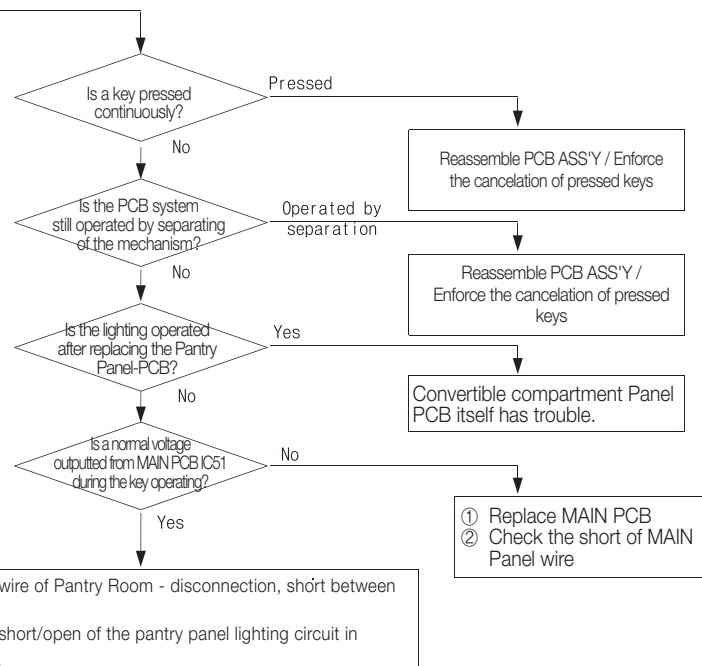 Is a key pressed
continuously?
Pressed
No
Reassemble PCB ASS'Y / Enforce
the cancelation of pressed keys
Is the PCB system
still operated by separating
of the mechanism?
Operated by
separation
No
Reassemble PCB ASS'Y /
Enforce the cancelation of pressed
keys
Is the lighting operated
after replacing the Pantry
Panel-PCB?
Yes
No
Convertible compartment Panel
PCB itself has trouble.
Is a normal voltage
outputted from MAIN PCB IC51
during the key operating?
No
Yes
① Replace MAIN PCB
② Check the short of MAIN
Panel wire
wire of Pantry Room - disconnection, short between
short/open of the pantry panel lighting circuit in